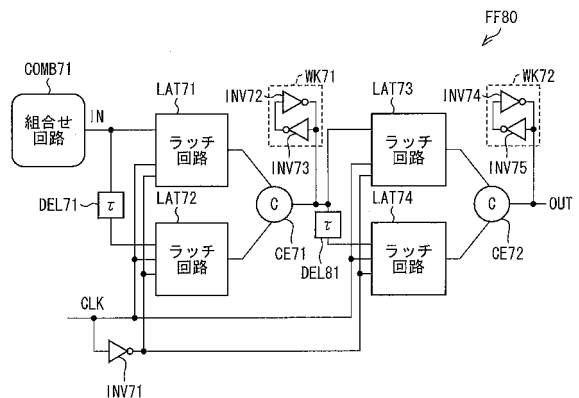 FF80
COMB71
組合せ
回路
IN
DEL71
τ
LAT71
ラッチ
回路
LAT72
ラッチ
回路
C
CE71
WK71
INV72
INV73
τ
DEL81
LAT73
ラッチ
回路
LAT74
ラッチ
回路
C
CE72
WK72
INV74
INV75
OUT
CLK
INV71